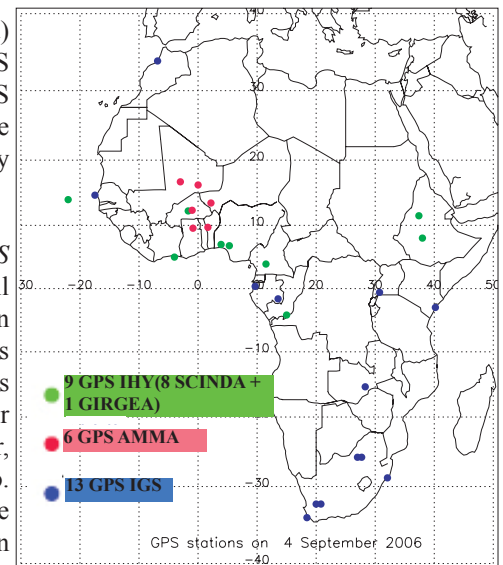 )
S
S
e
y
S
l
n
s
s
r
r,
e
n
40
30
20
10
30 -20 -10 0 10 20 30 40 50
-10
9 GPS IHY(8 SCINDA +
1 GIRGEA)
6 GPS AMMA
13 GPS IGS
-30
GPS stations on 4 September 2006
-40